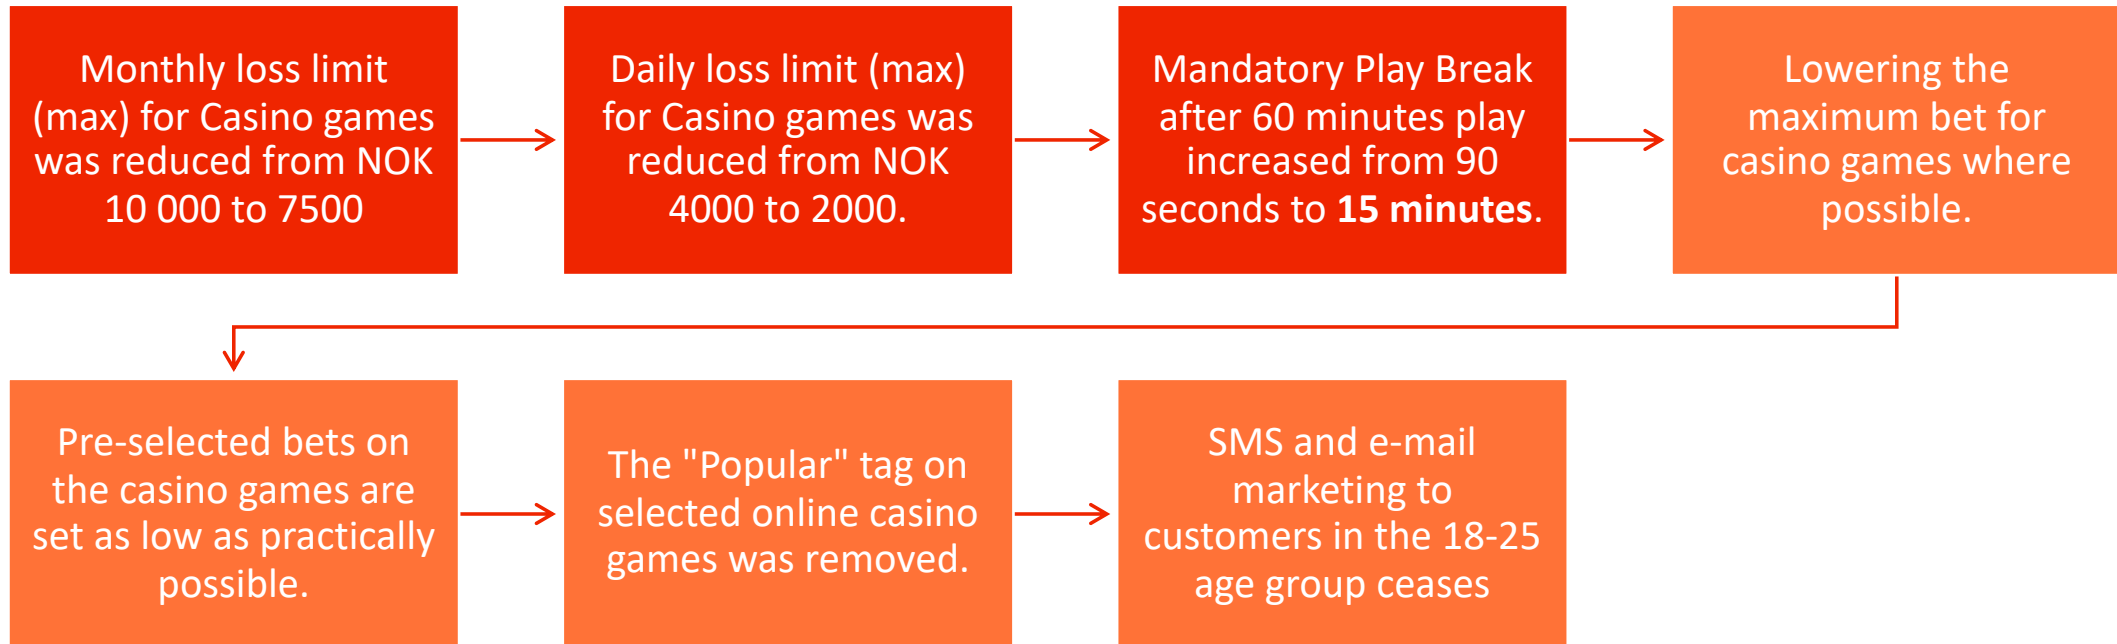 Monthly loss limit
(max) for Casino games
was reduced from NOK
10 000 to 7500
Daily loss limit (max)
for Casino games was
reduced from NOK
4000 to 2000.
Mandatory Play Break
after 60 minutes play
increased from 90
seconds to 15 minutes.
Lowering the
maximum bet for
casino games where
possible.
Pre-selected bets on
the casino games are
set as low as practically
possible.
The "Popular" tag on
selected online casino
games was removed.
SMS and e-mail
marketing to
customers in the 18-25
age group ceases